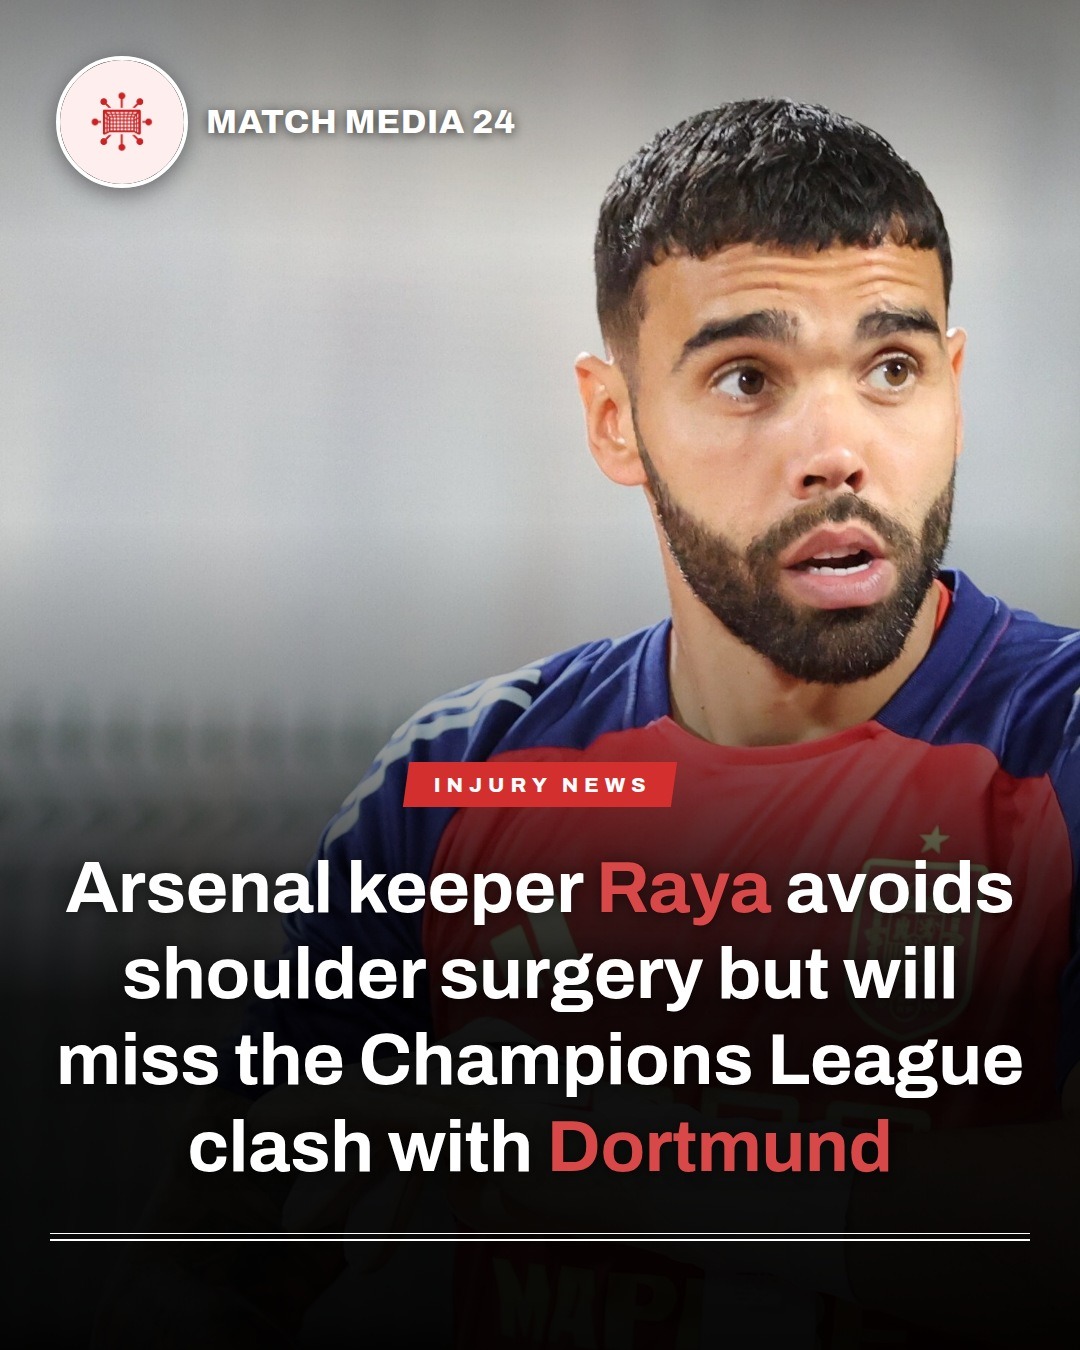 MATCH MEDIA 24
INJURY NEWS
Arsenal keeper Raya avoids
shoulder surgery but will
miss the Champions League
clash with Dortmund